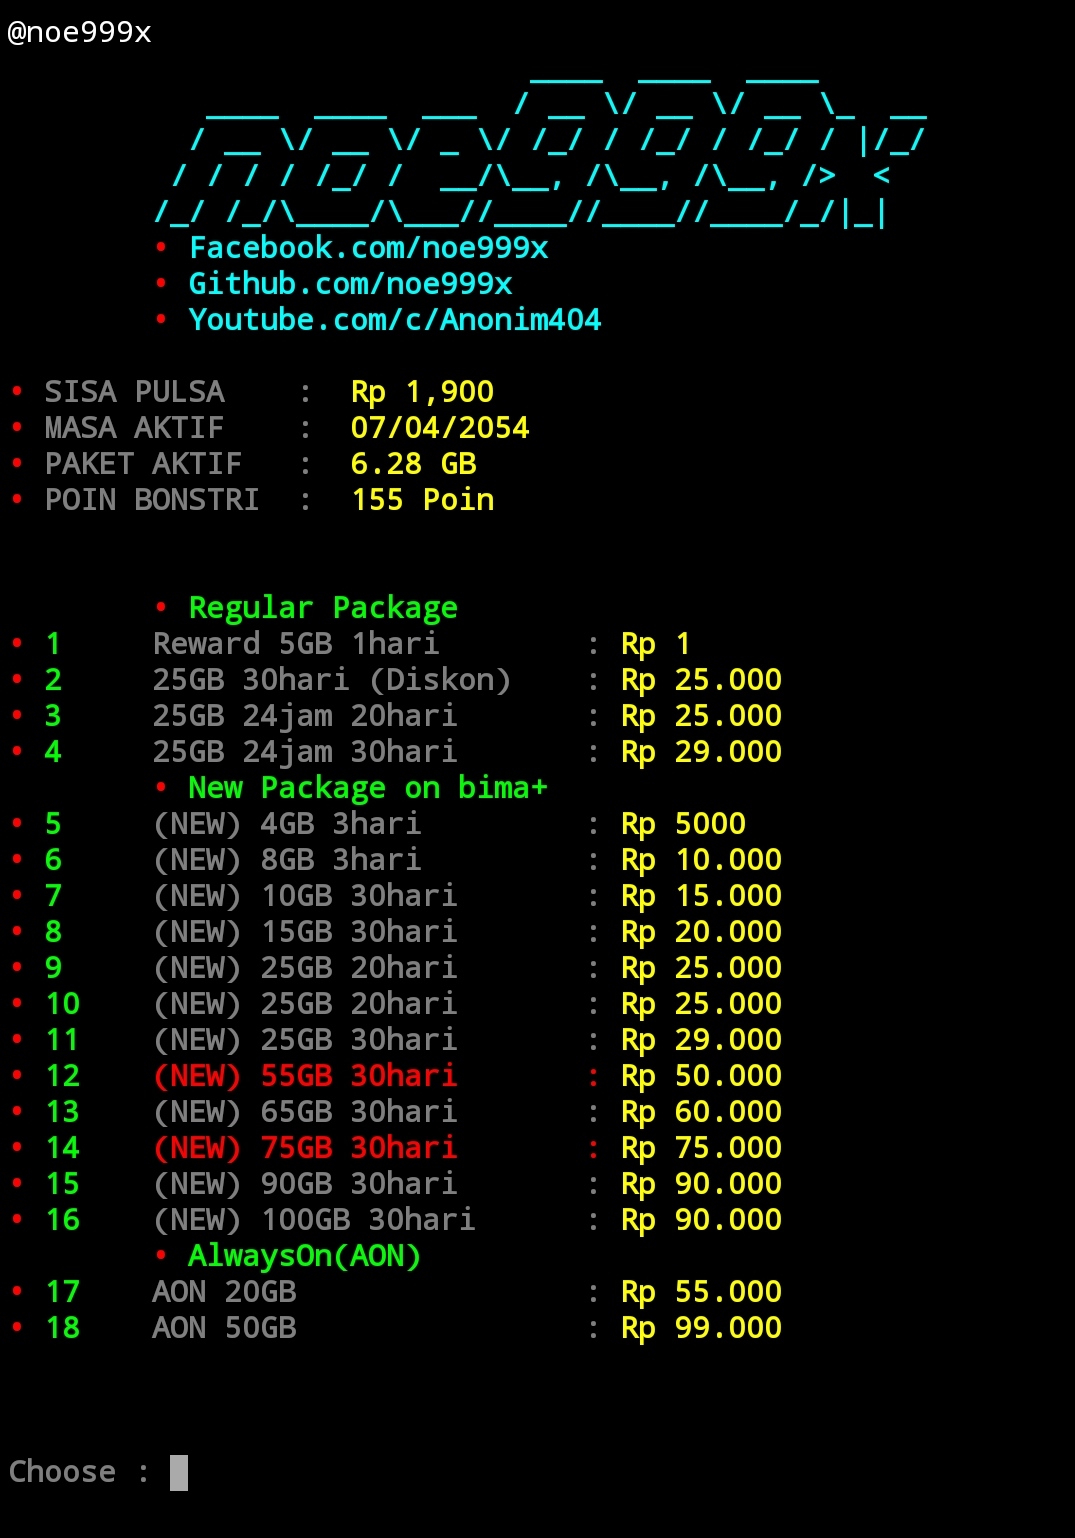 @noe999x
noe999x
• Facebook.com/noe999x
• Github.com/noe999x
• Youtube.com/c/Anonim404
• SISA PULSA : Rp 1,900
• MASA AKTIF : 07/04/2054
• PAKET AKTIF : 6.28 GB
• POIN BONSTRI : 155 Poin
• Regular Package
• 1 Reward 5GB 1hari : Rp 1
• 2 25GB 30hari (Diskon) : Rp 25.000
• 3 25GB 24jam 20hari : Rp 25.000
• 4 25GB 24jam 30hari : Rp 29.000
• New Package on bima+
• 5 (NEW) 4GB 3hari : Rp 5000
• 6 (NEW) 8GB 3hari : Rp 10.000
• 7 (NEW) 10GB 30hari : Rp 15.000
• 8 (NEW) 15GB 30hari : Rp 20.000
• 9 (NEW) 25GB 20hari : Rp 25.000
• 10 (NEW) 25GB 20hari : Rp 25.000
• 11 (NEW) 25GB 30hari : Rp 29.000
• 12 (NEW) 55GB 30hari : Rp 50.000
• 13 (NEW) 65GB 30hari : Rp 60.000
• 14 (NEW) 75GB 30hari : Rp 75.000
• 15 (NEW) 90GB 30hari : Rp 90.000
• 16 (NEW) 100GB 30hari : Rp 90.000
• AlwaysOn(AON)
• 17 AON 20GB : Rp 55.000
• 18 AON 50GB : Rp 99.000
Choose :